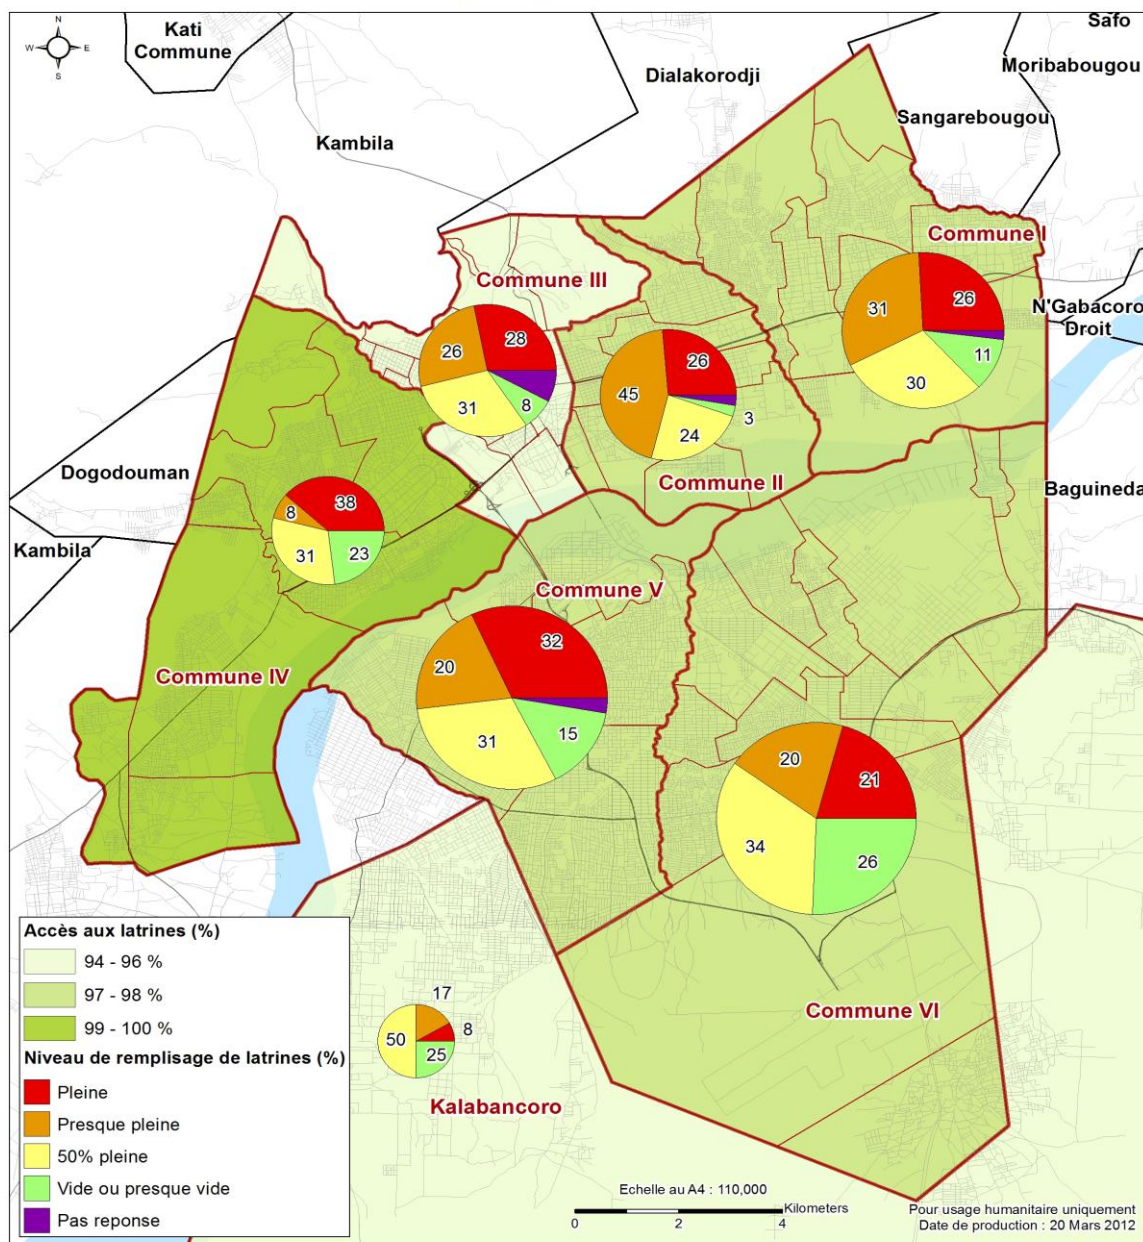 N
W
E
S
Kati
Commune
Safo
Moribabougou
Dialakorodji
Sangarebougou
Kambila
Commune I
Commune III
N'Gabacoro
Droit
31
26
11
30
26
28
31
8
45
26
24
3
Commune II
Dogodouman
Baguineda
Kambila
8
38
31
23
Commune V
Commune IV
20
32
31
15
20
21
34
26
Commune VI
17
50
8
25
Kalabancoro
Accès aux latrines (%)
94 - 96 %
97 - 98 %
99 - 100 %
Niveau de remplisage de latrines (%)
Pleine
Presque pleine
50% pleine
Vide ou presque vide
Pas reponse
Echelle au A4 : 110,000
Kilometers
0 2 4
Pour usage humanitaire uniquement
Date de production : 20 Mars 2012